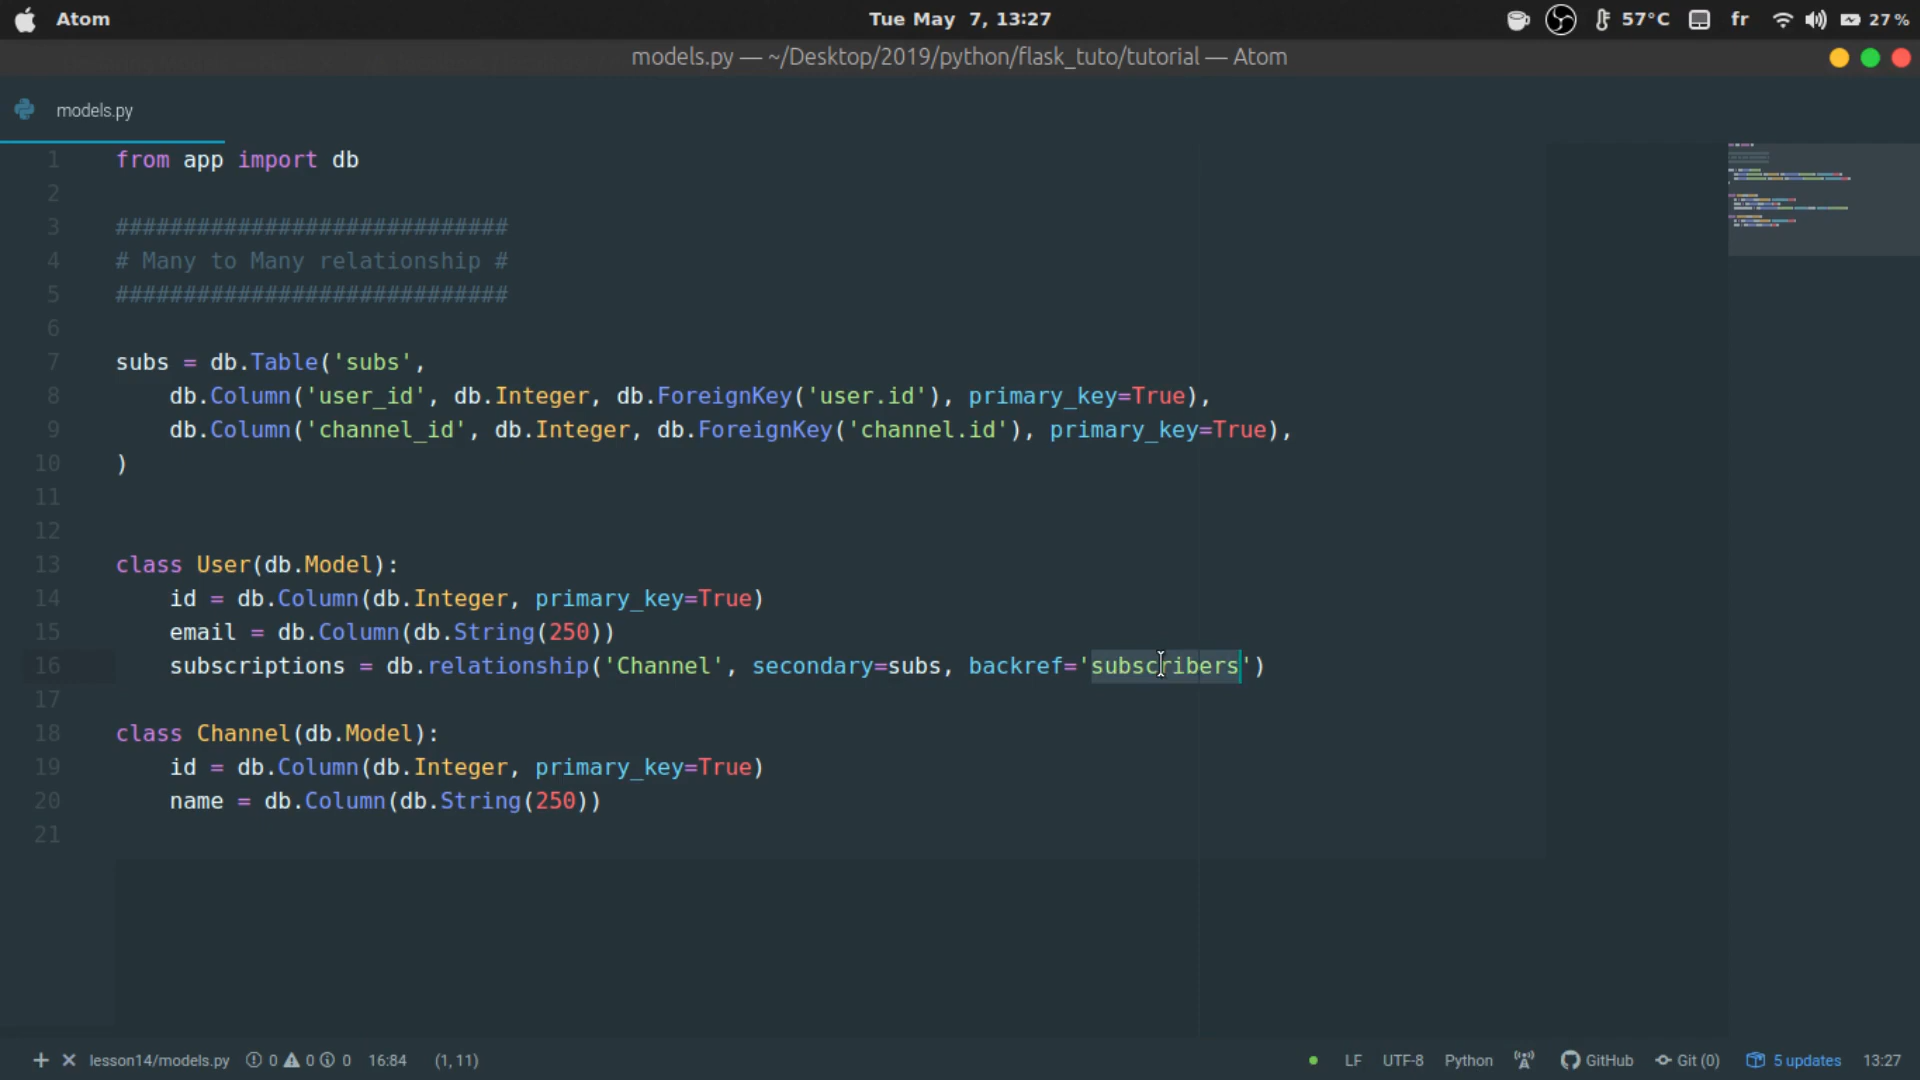 Atom
Tue May 7, 13:27
57°C
fr
27%
models.py — ~/Desktop/2019/python/flask_tuto/tutorial — Atom
models.py
1 from app import db
2
3 #############################
4 # Many to Many relationship #
5 #############################
6
7 subs = db.Table('subs',
8     db.Column('user_id', db.Integer, db.ForeignKey('user.id'), primary_key=True),
9     db.Column('channel_id', db.Integer, db.ForeignKey('channel.id'), primary_key=True),
10 )
11
12
13 class User(db.Model):
14     id = db.Column(db.Integer, primary_key=True)
15     email = db.Column(db.String(250))
16     subscriptions = db.relationship('Channel', secondary=subs, backref='subscribers')
17
18 class Channel(db.Model):
19     id = db.Column(db.Integer, primary_key=True)
20     name = db.Column(db.String(250))
21
lesson14/models.py 0 0 0 16:84 (1, 11)
LF UTF-8 Python GitHub Git (0) 5 updates 13:27